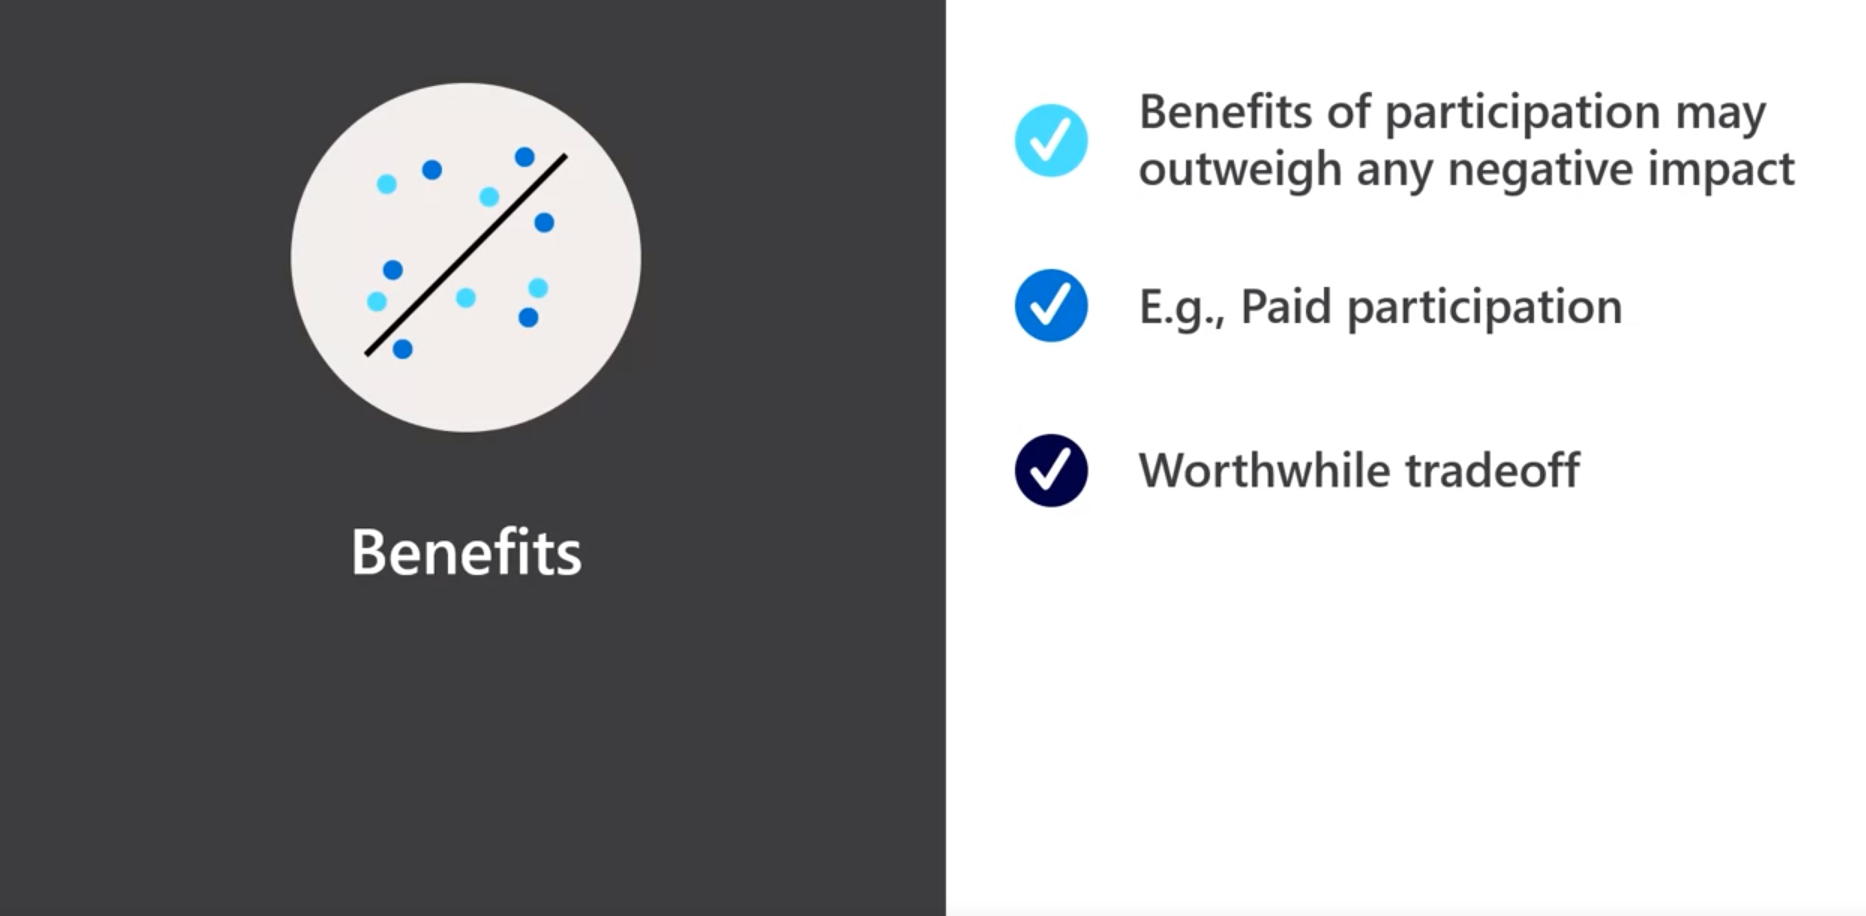 Benefits
Benefits of participation may
outweigh any negative impact
E.g., Paid participation
Worthwhile tradeoff